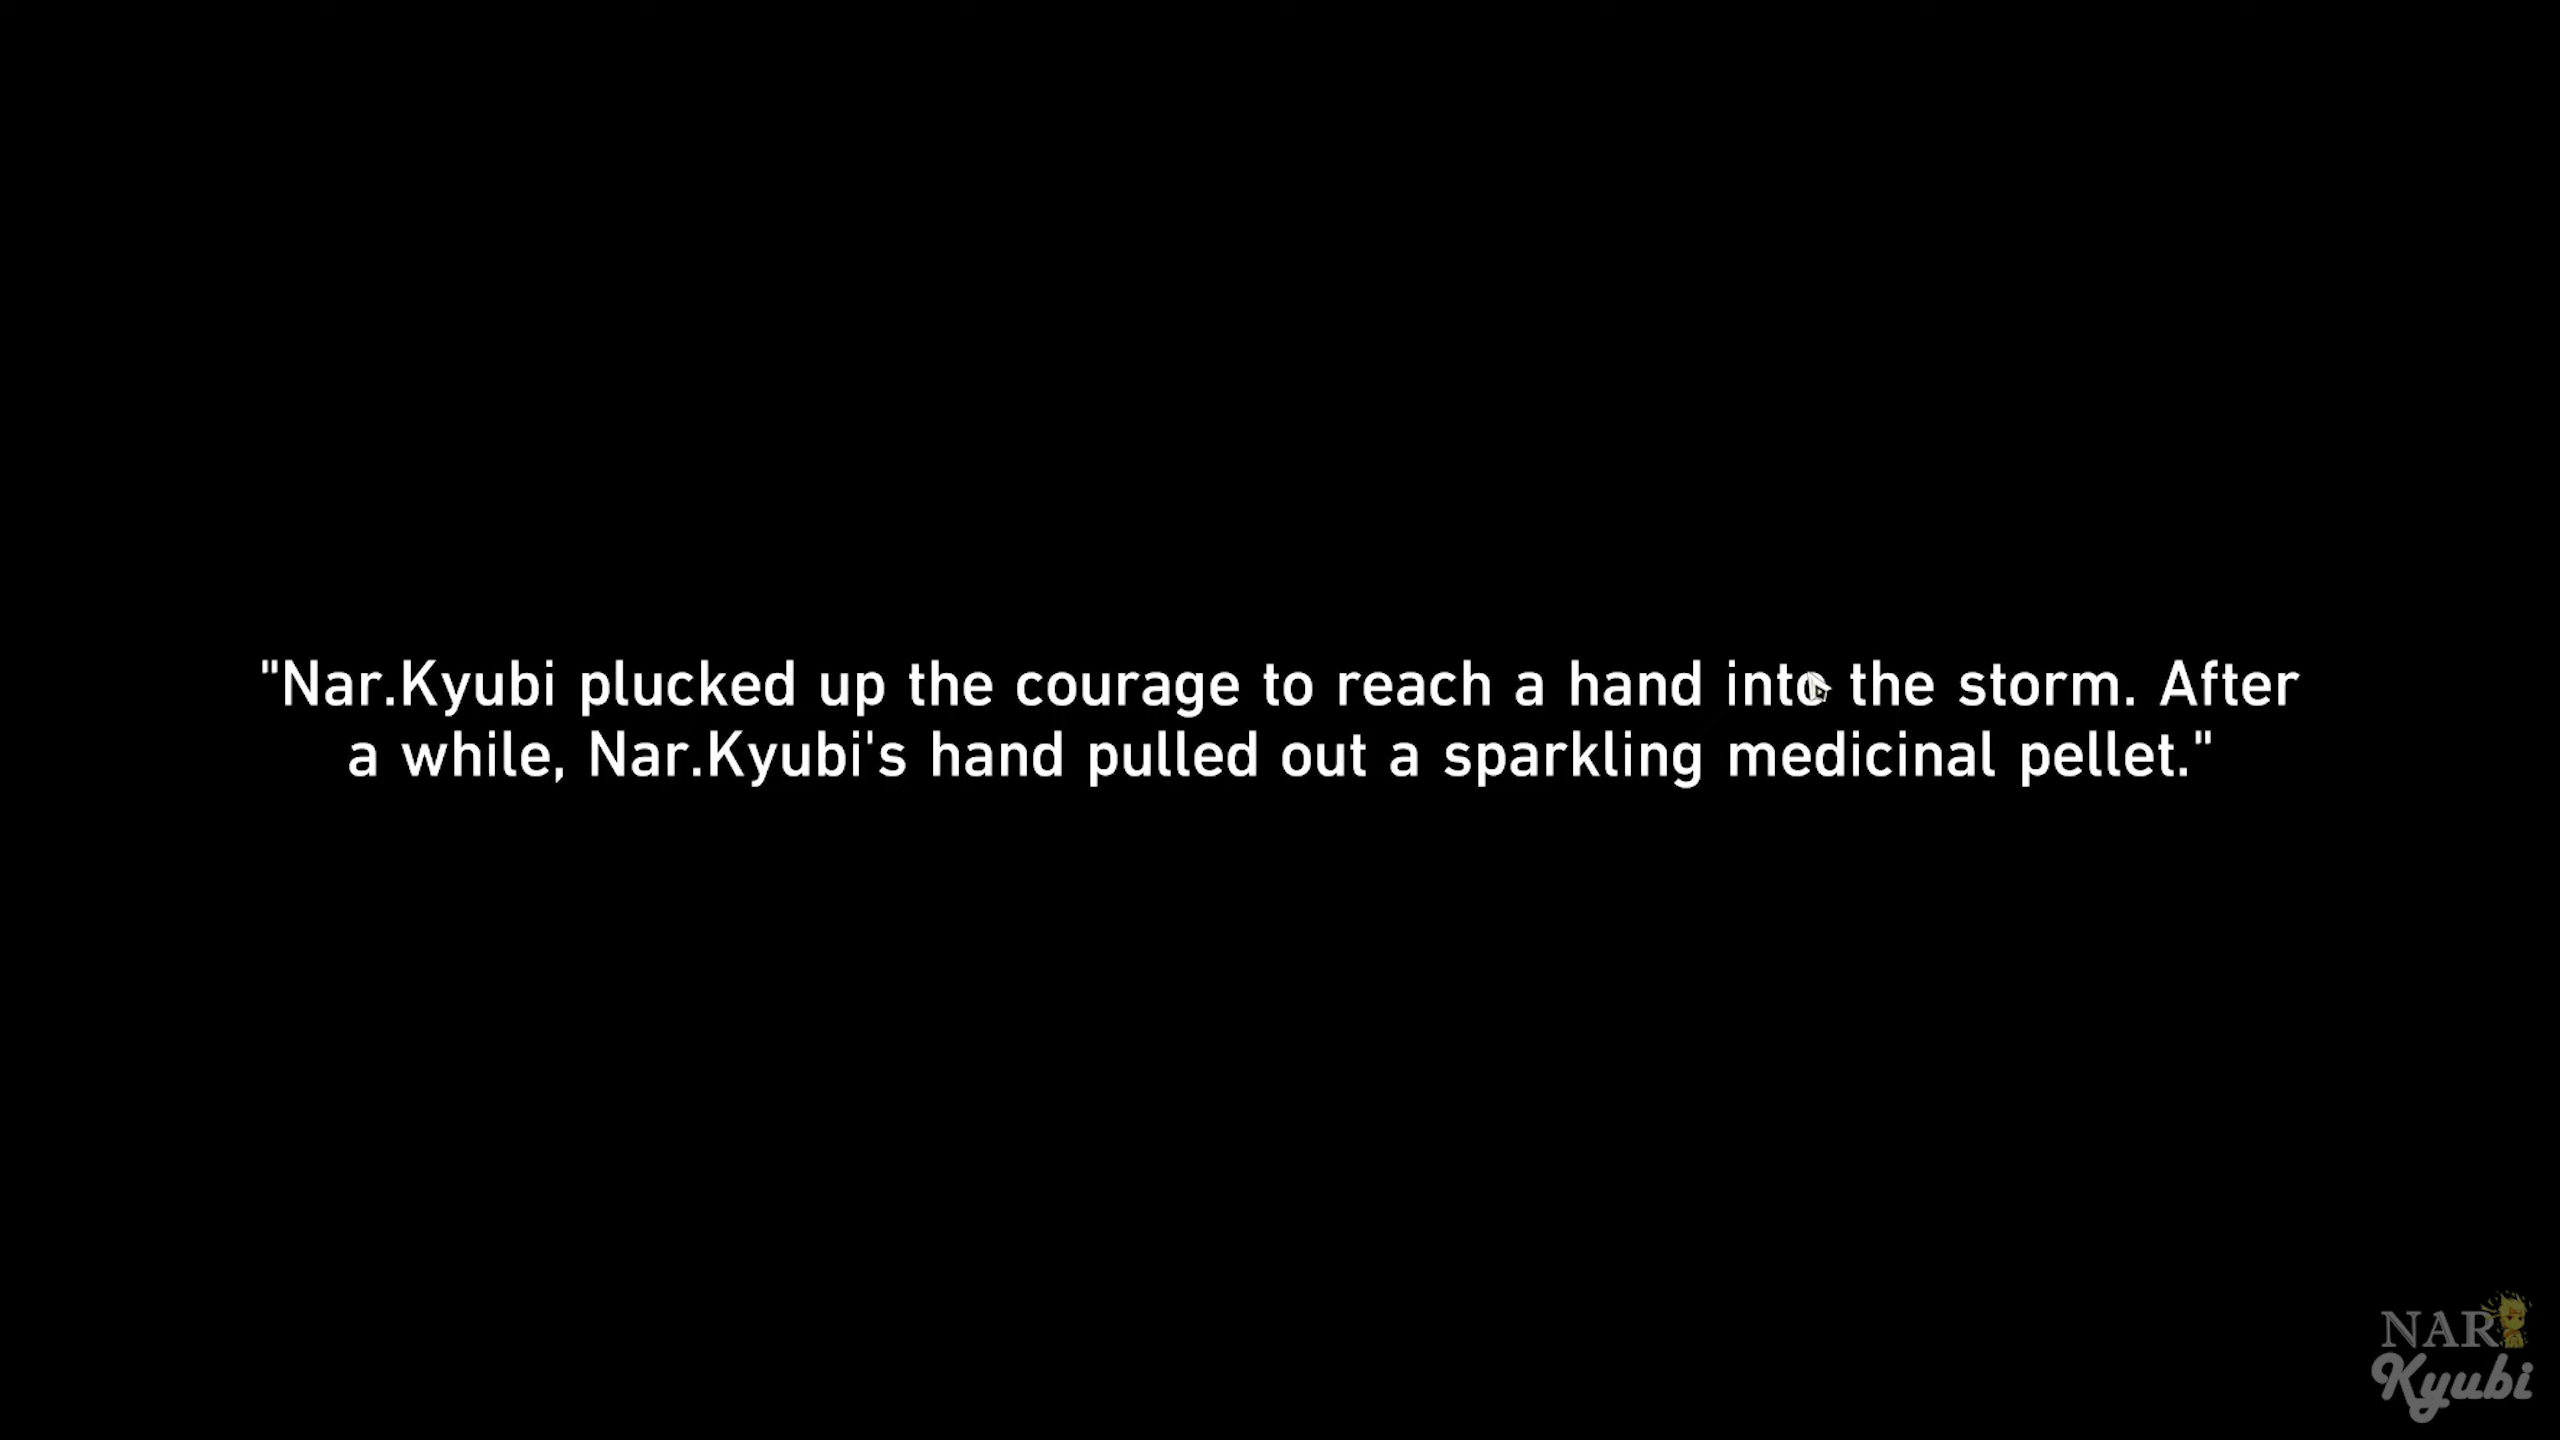 "Nar.Kyubi plucked up the courage to reach a hand into the storm. After
a while, Nar.Kyubi's hand pulled out a sparkling medicinal pellet."
NAR
Kyubi